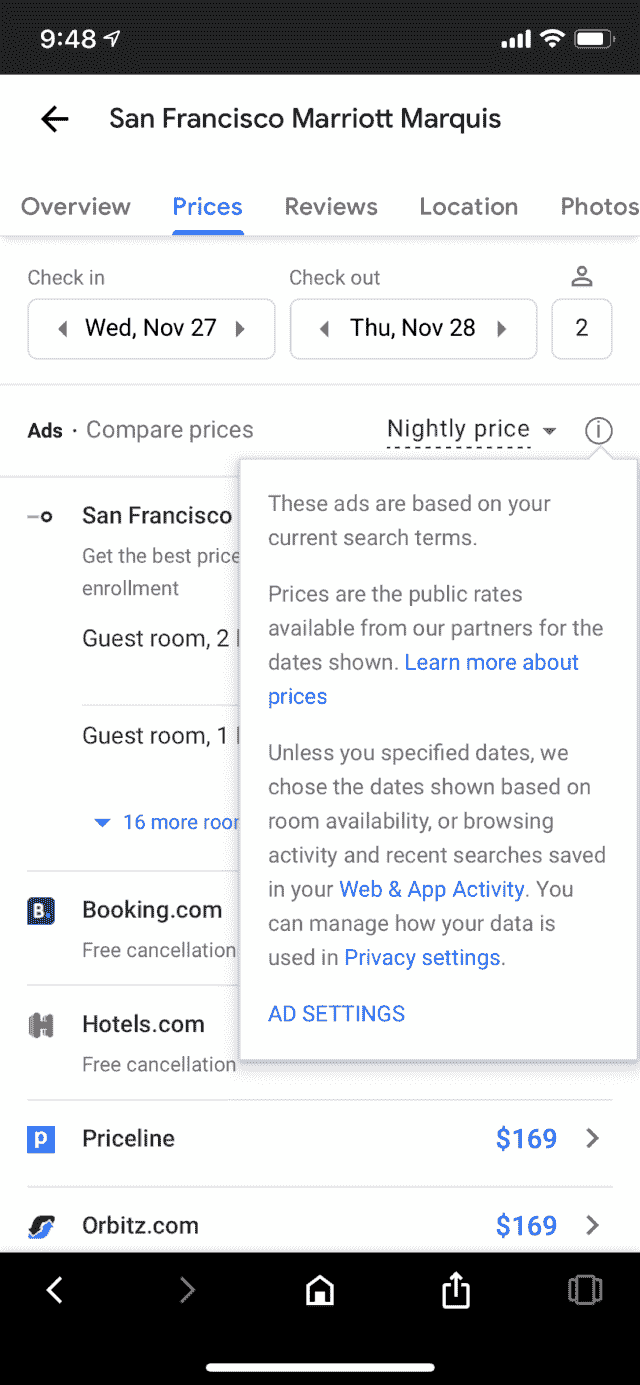 9:48
San Francisco Marriott Marquis
Overview Prices Reviews Location Photos
Check in Check out
Wed, Nov 27 Thu, Nov 28 2
Ads · Compare prices Nightly price
These ads are based on your
current search terms.
Prices are the public rates
available from our partners for the
dates shown. Learn more about
prices
Unless you specified dates, we
chose the dates shown based on
room availability, or browsing
activity and recent searches saved
in your Web & App Activity. You
can manage how your data is
used in Privacy settings.
AD SETTINGS
San Francisco
Get the best price
enrollment
Guest room, 2
Guest room, 1
16 more
B.
Booking.com
Free cancellation
Hotels.com
Free cancellation
p
Priceline $169
Orbitz.com $169